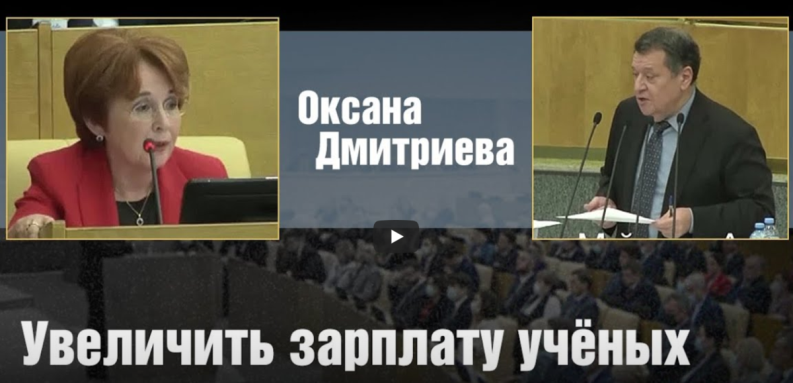 Оксана
Дмитриева
Увеличить зарплату учёных